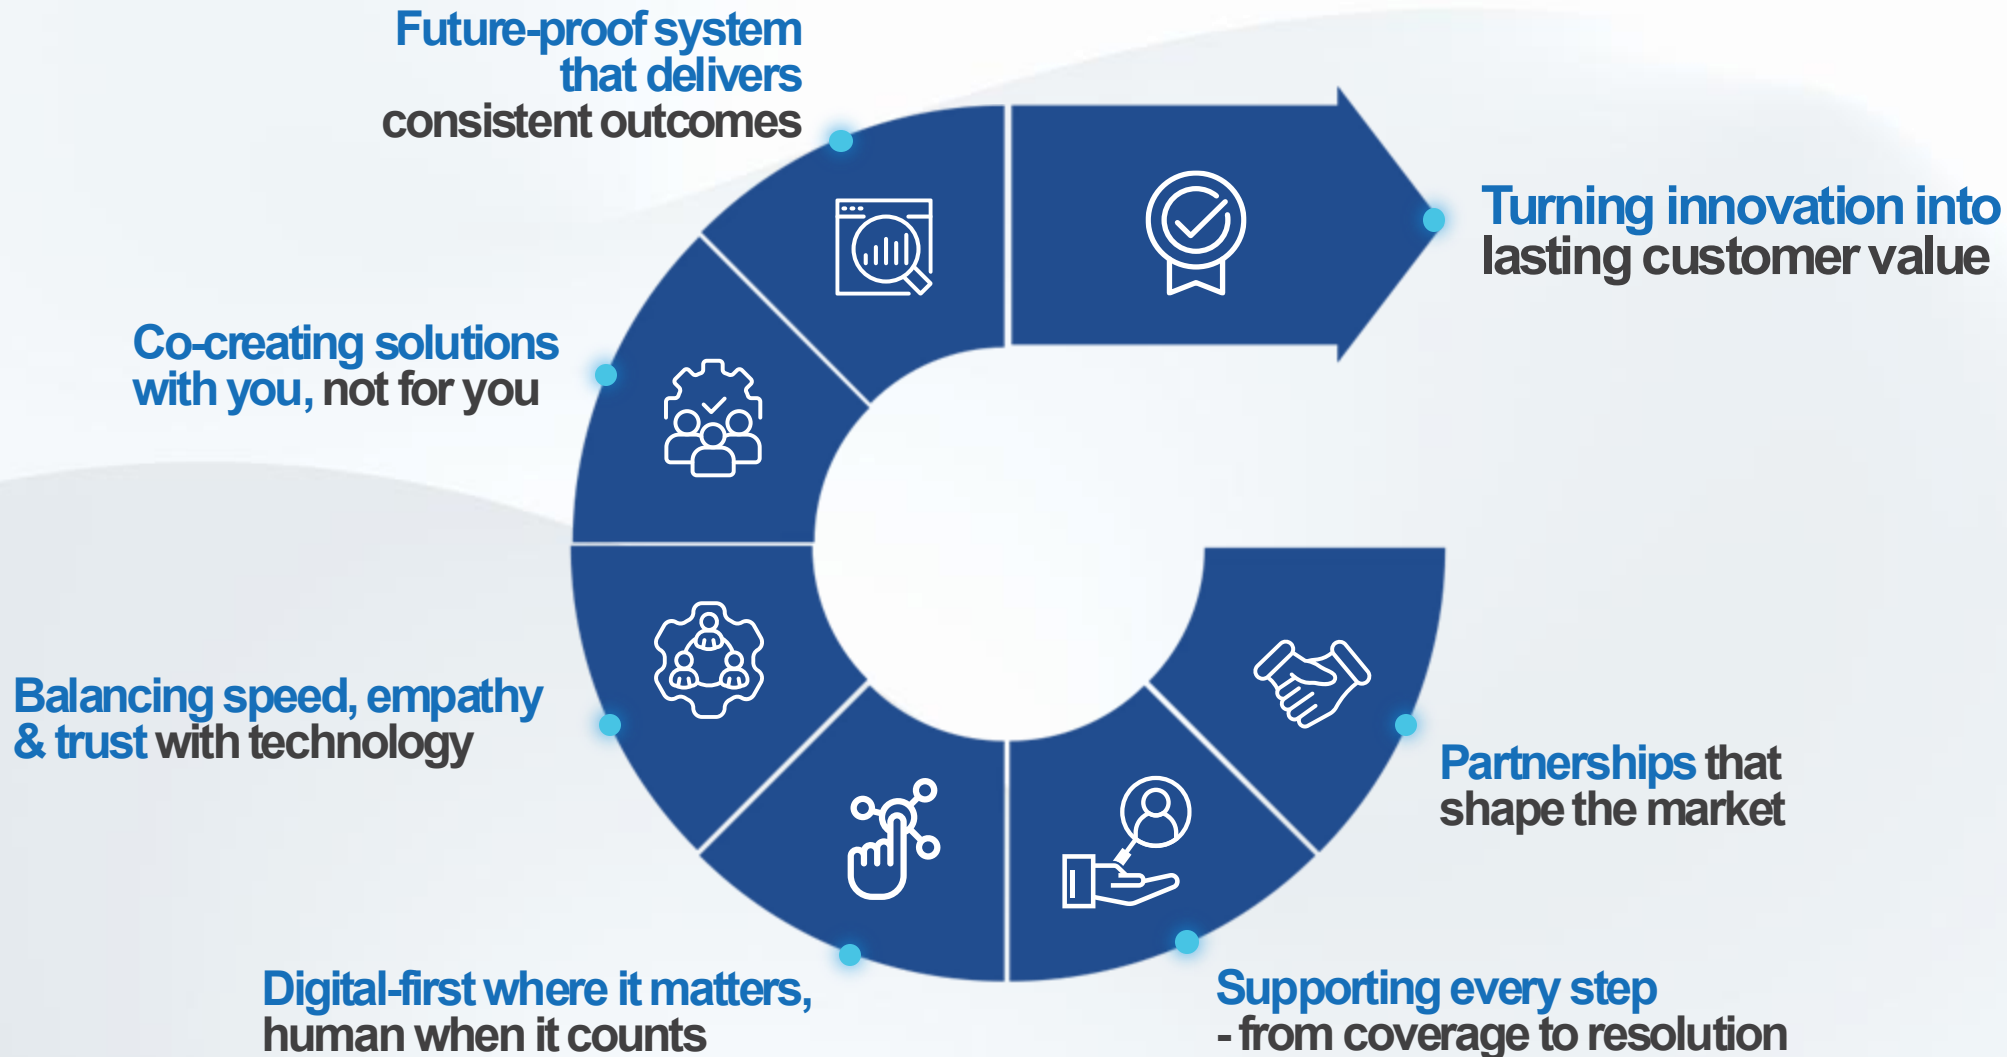 Future-proof system
that delivers
consistent outcomes
Turning innovation into
lasting customer value
Co-creating solutions
with you, not for you
Balancing speed, empathy
& trust with technology
Partnerships that
shape the market
Digital-first where it matters,
human when it counts
Supporting every step
- from coverage to resolution